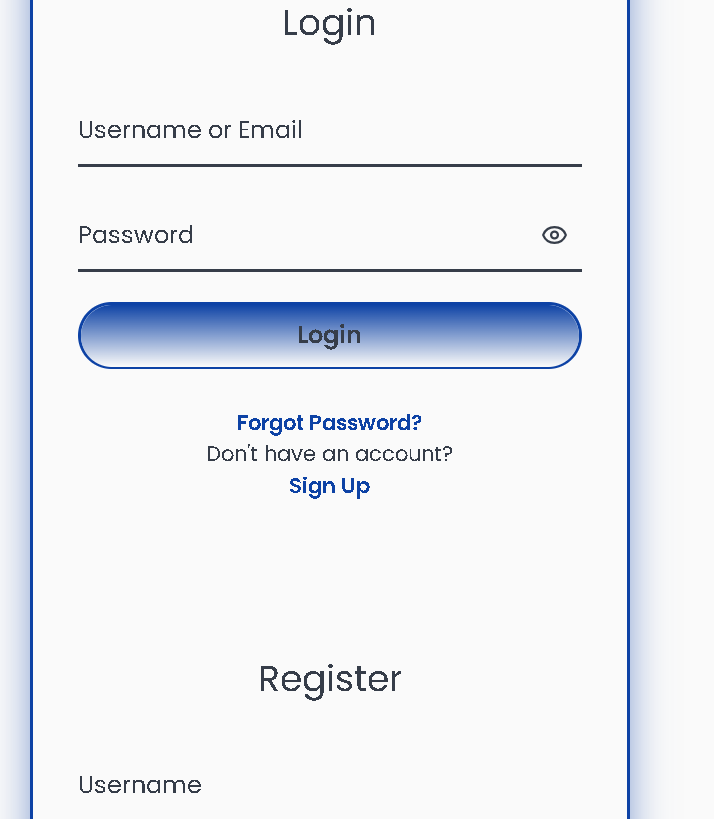 Login
Username or Email
Password
Login
Forgot Password?
Don't have an account?
Sign Up
Register
Username